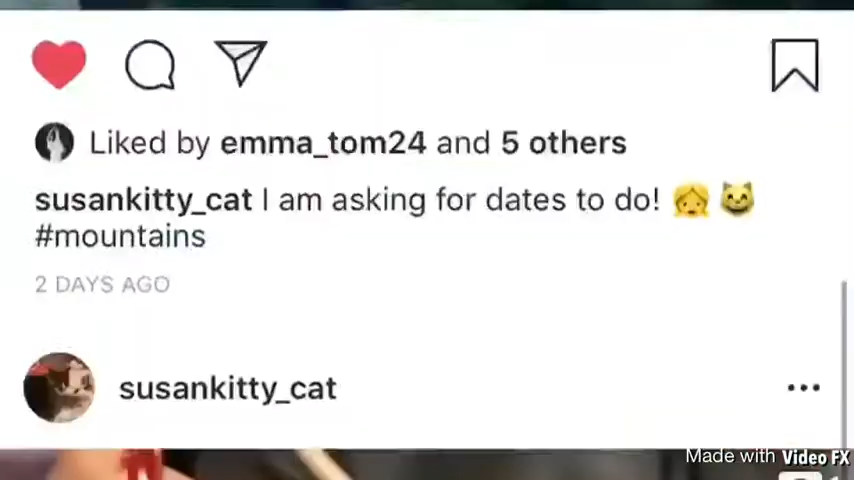 Liked by emma_tom24 and 5 others
susankitty_cat I am asking for dates to do! 👧 😺
#mountains
2 DAYS AGO
susankitty_cat
Made with Video FX